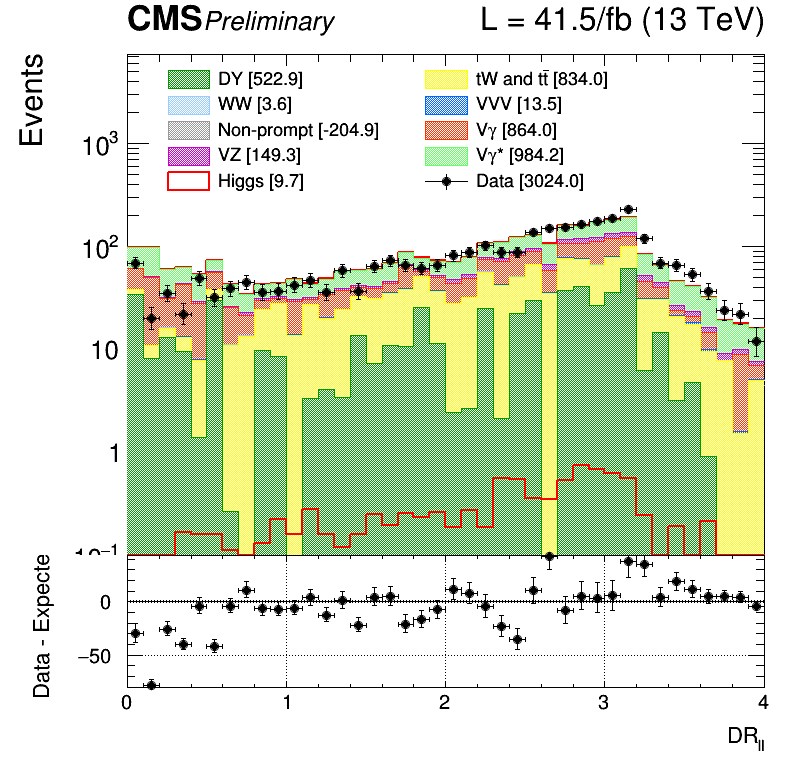 CMS Preliminary L = 41.5/fb (13 TeV)
Events
DY [522.9] tW and tt̄ [834.0]
WW [3.6] VVV [13.5]
Non-prompt [-204.9] Vγ [864.0]
VZ [149.3] Vγ* [984.2]
Higgs [9.7] Data [3024.0]
10³
10²
10
1
10⁻¹
Data - Expecte
0
−50
0 1 2 3 4
DR_ll